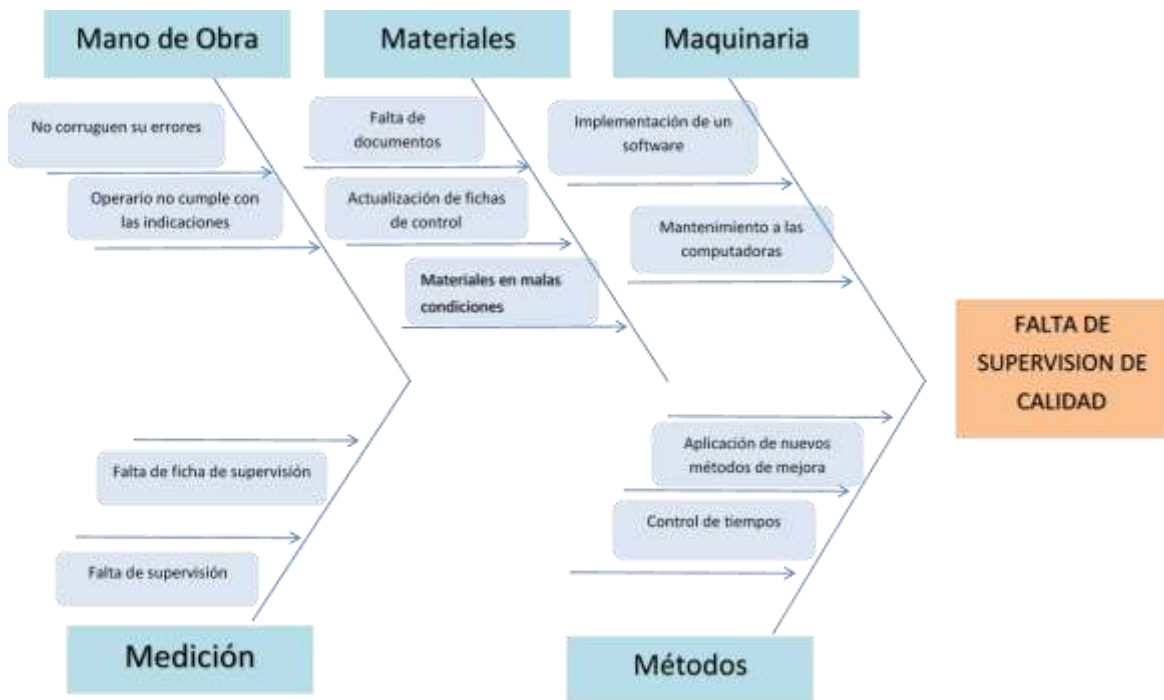 Mano de Obra
Materiales
Maquinaria
No corruguen su errores
Operario no cumple con
las indicaciones
Falta de
documentos
Actualización de fichas
de control
Materiales en malas
condiciones
Implementación de un
software
Mantenimiento a las
computadoras
FALTA DE
SUPERVISION DE
CALIDAD
Falta de ficha de supervisión
Falta de supervisión
Aplicación de nuevos
métodos de mejora
Control de tiempos
Medición
Métodos